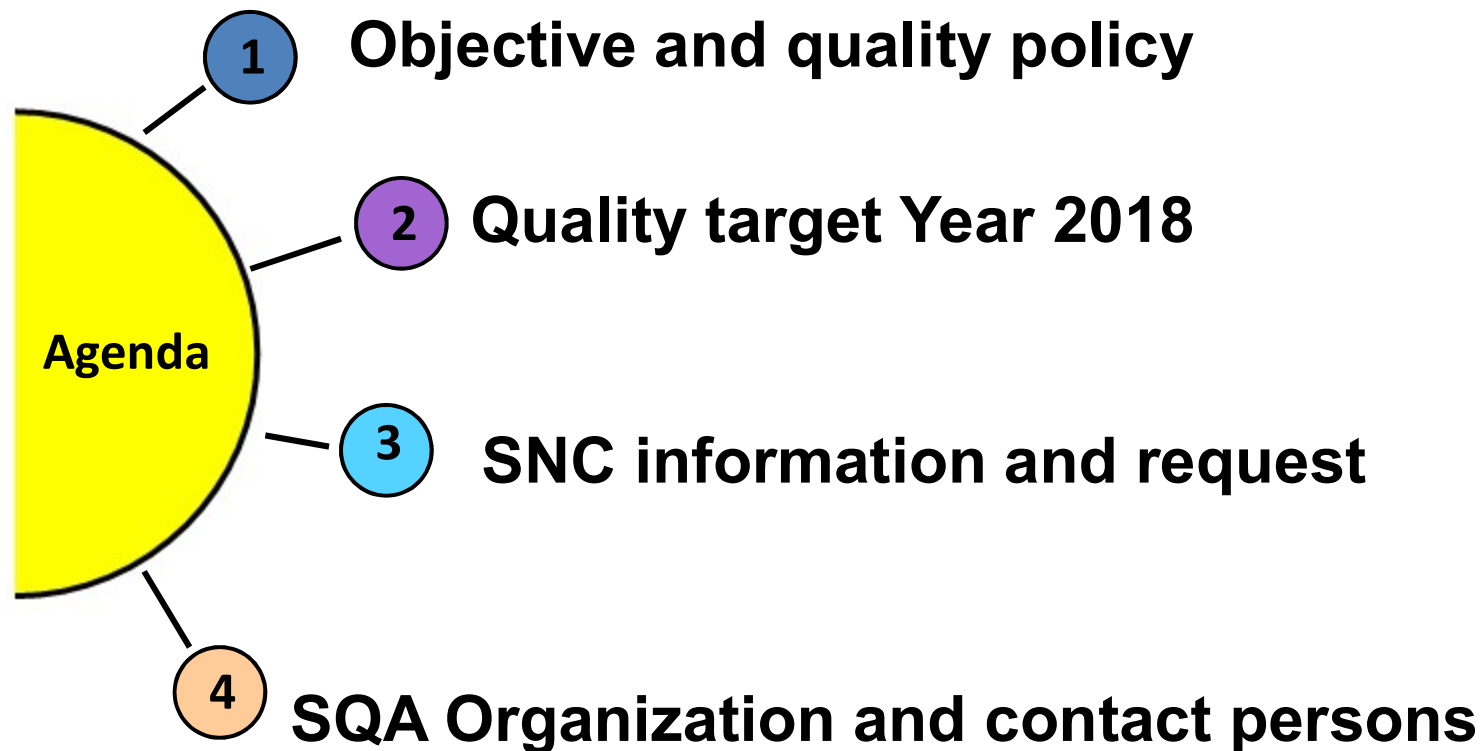 1 Objective and quality policy
2 Quality target Year 2018
Agenda
3 SNC information and request
4 SQA Organization and contact persons